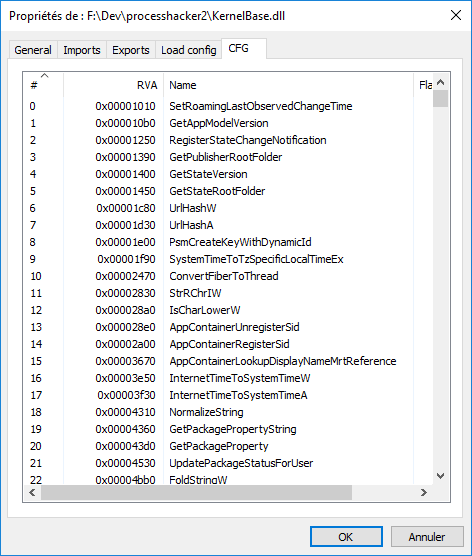 Propriétés de : F:\Dev\processhacker2\KernelBase.dll
General Imports Exports Load config CFG
# RVA Name Fla
0 0x00001010 SetRoamingLastObservedChangeTime
1 0x000010b0 GetAppModelVersion
2 0x00001250 RegisterStateChangeNotification
3 0x00001390 GetPublisherRootFolder
4 0x00001400 GetStateVersion
5 0x00001450 GetStateRootFolder
6 0x00001c80 UrlHashW
7 0x00001d30 UrlHashA
8 0x00001e00 PsmCreateKeyWithDynamicId
9 0x00001f90 SystemTimeToTzSpecificLocalTimeEx
10 0x00002470 ConvertFiberToThread
11 0x00002830 StrRChrIW
12 0x000028a0 IsCharLowerW
13 0x000028e0 AppContainerUnregisterSid
14 0x00002a00 AppContainerRegisterSid
15 0x00003670 AppContainerLookupDisplayNameMrtReference
16 0x00003e50 InternetTimeToSystemTimeW
17 0x00003f30 InternetTimeToSystemTimeA
18 0x00004310 NormalizeString
19 0x00004360 GetPackagePropertyString
20 0x000043d0 GetPackageProperty
21 0x00004530 UpdatePackageStatusForUser
22 0x00004bb0 FoldStringW
OK Annuler